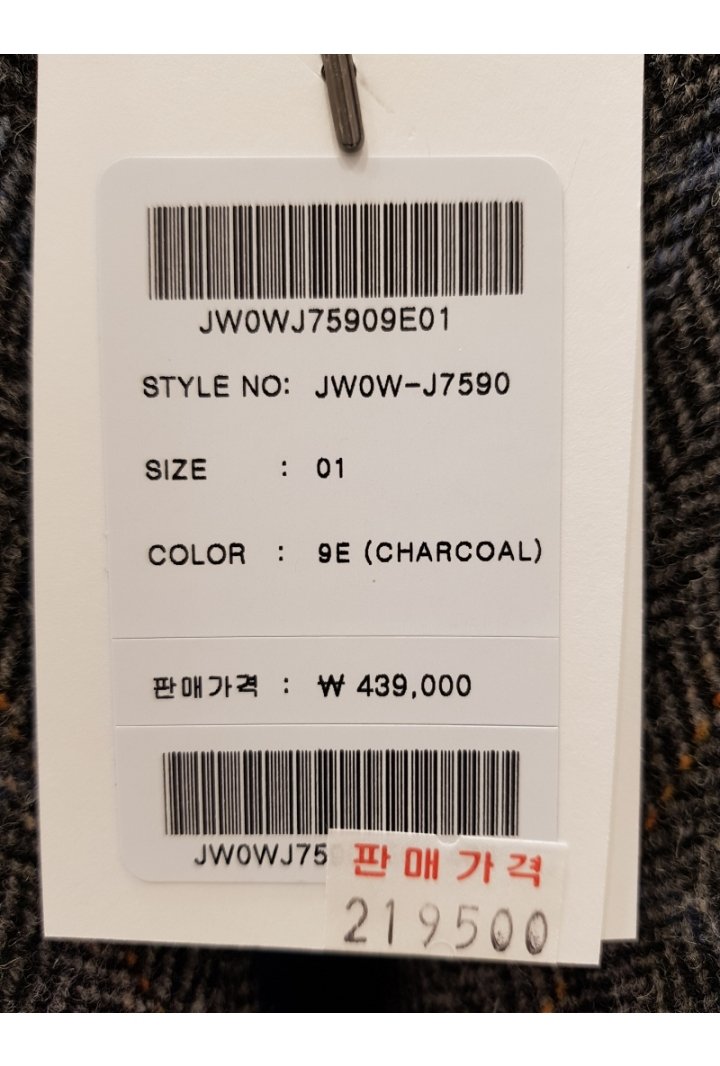 JW0WJ75909E01
STYLE NO: JW0W-J7590
SIZE : 01
COLOR : 9E (CHARCOAL)
판매가격 : ₩ 439,000
JW0WJ75
판매가격
219500